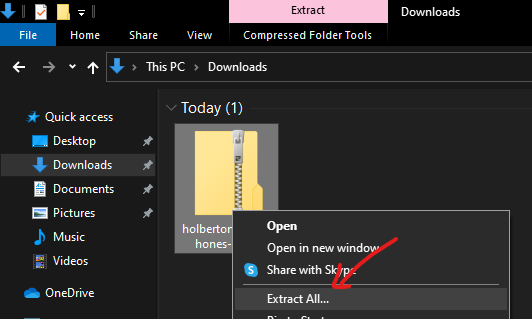 Extract
Downloads
File
Home
Share
View
Compressed Folder Tools
This PC
Downloads
Quick access
Desktop
Downloads
Documents
Pictures
Music
Videos
OneDrive
Today (1)
holberton
hones-
Open
Open in new window
Share with Skype
Extract All...